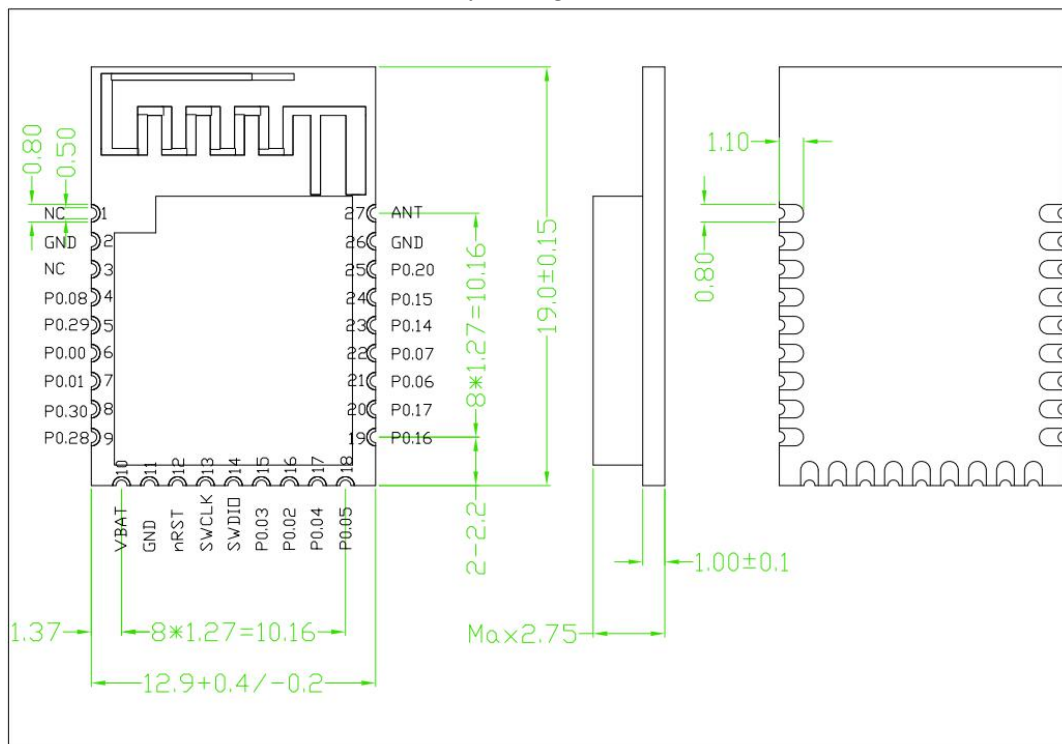 0.80
0.50
1.10
NC 1
27 ANT
GND 2
26 GND
NC 3
25 P0.20
P0.08 4
24 P0.15
P0.29 5
23 P0.14
P0.00 6
22 P0.07
P0.01 7
21 P0.06
P0.30 8
20 P0.17
P0.28 9
19 P0.16
8*1.27=10.16
19.0±0.15
0.80
10 11 12 13 14 15 16 17 18
VBAT
GND
nRST
SWCLK
SWDIO
P0.03
P0.02
P0.04
P0.05
2-2.2
1.00±0.1
1.37
8*1.27=10.16
Max2.75
12.9+0.4/-0.2